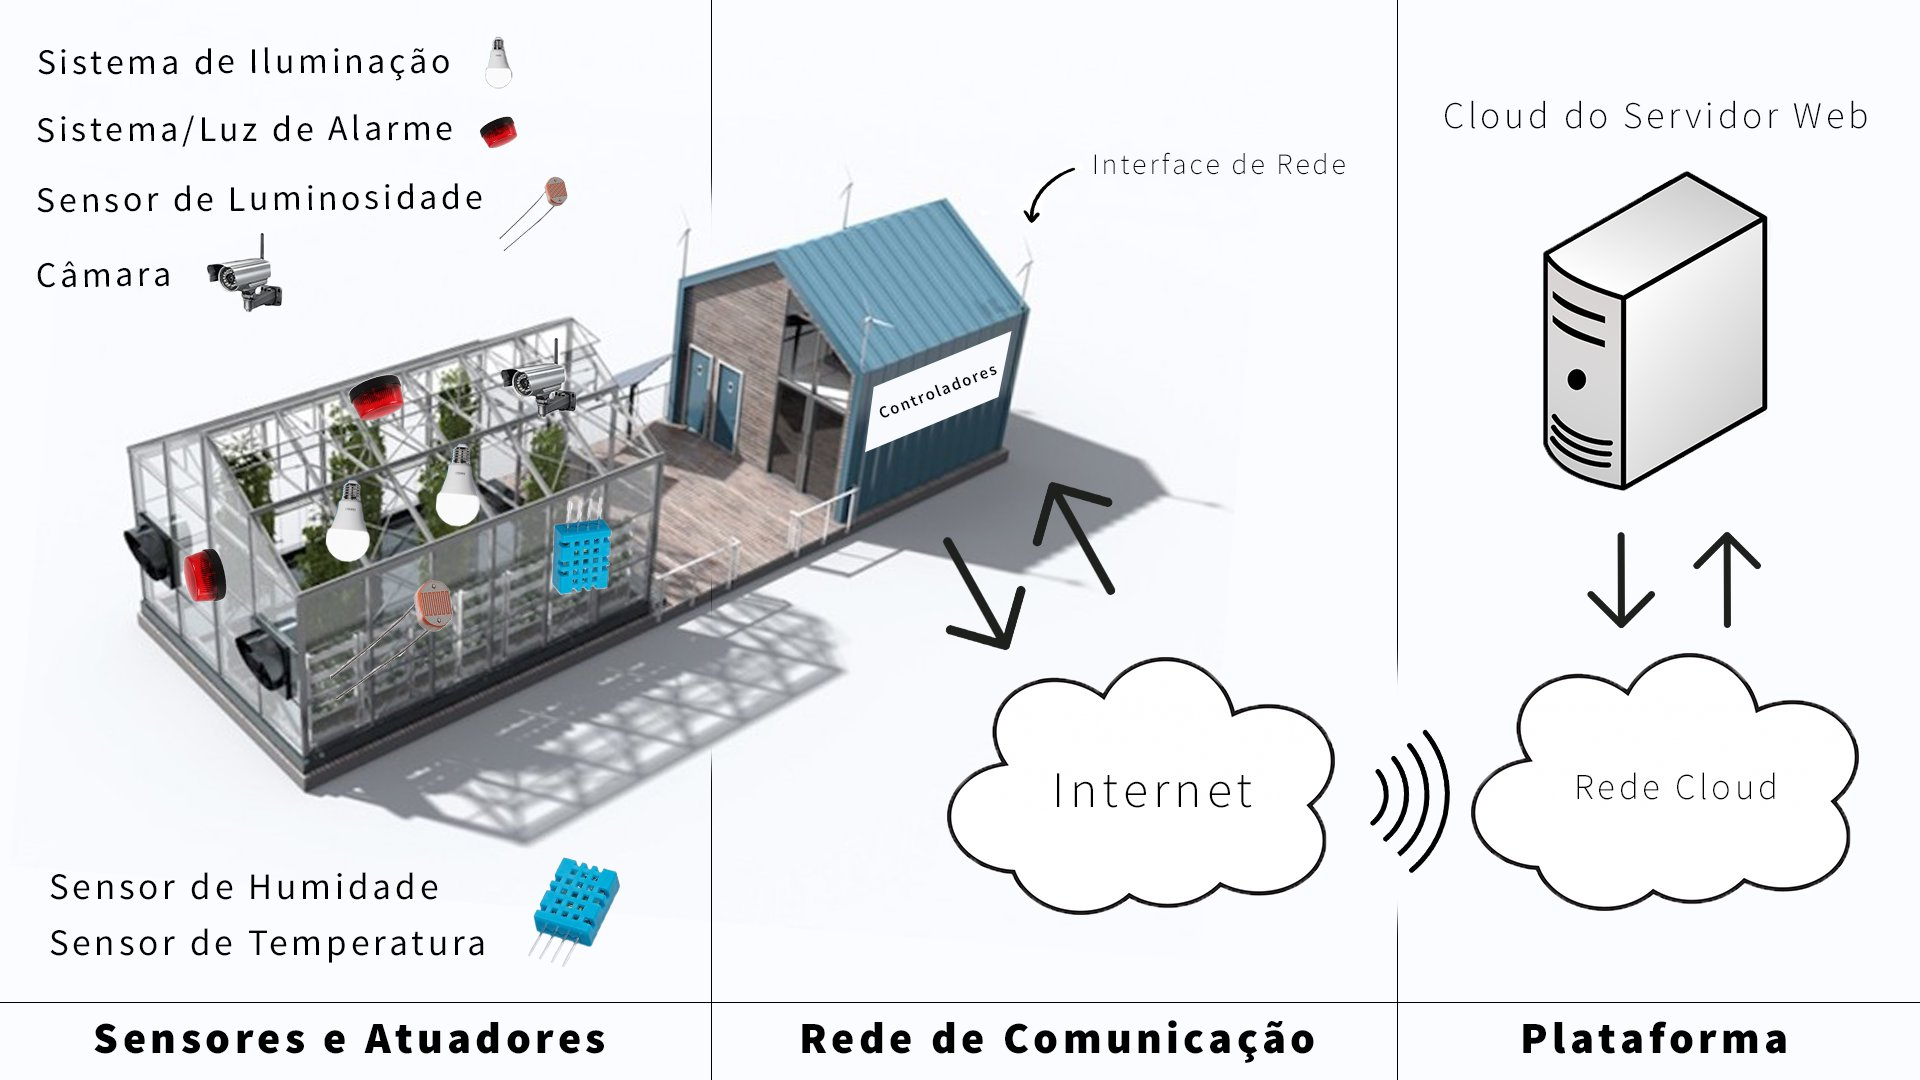 Sistema de Iluminação
Sistema/Luz de Alarme
Sensor de Luminosidade
Câmara
Sensor de Humidade
Sensor de Temperatura
Sensores e Atuadores
Interface de Rede
Controladores
Internet
Rede de Comunicação
Cloud do Servidor Web
Rede Cloud
Plataforma